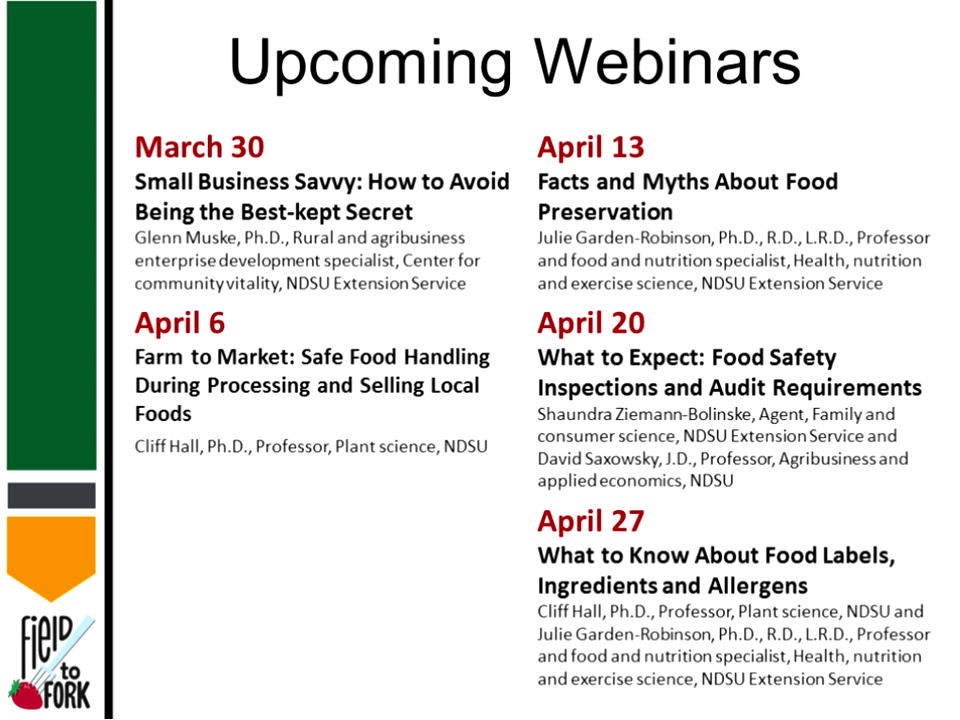 Upcoming Webinars
March 30
Small Business Savvy: How to Avoid
Being the Best-kept Secret
Glenn Muske, Ph.D., Rural and agribusiness
enterprise development specialist, Center for
community vitality, NDSU Extension Service
April 6
Farm to Market: Safe Food Handling
During Processing and Selling Local
Foods
Cliff Hall, Ph.D., Professor, Plant science, NDSU
April 13
Facts and Myths About Food
Preservation
Julie Garden-Robinson, Ph.D., R.D., L.R.D., Professor
and food and nutrition specialist, Health, nutrition
and exercise science, NDSU Extension Service
April 20
What to Expect: Food Safety
Inspections and Audit Requirements
Shaundra Ziemann-Bolinske, Agent, Family and
consumer science, NDSU Extension Service and
David Saxowsky, J.D., Professor, Agribusiness and
applied economics, NDSU
April 27
What to Know About Food Labels,
Ingredients and Allergens
Cliff Hall, Ph.D., Professor, Plant science, NDSU and
Julie Garden-Robinson, Ph.D., R.D., L.R.D., Professor
and food and nutrition specialist, Health, nutrition
and exercise science, NDSU Extension Service
FiElD
to
FORK